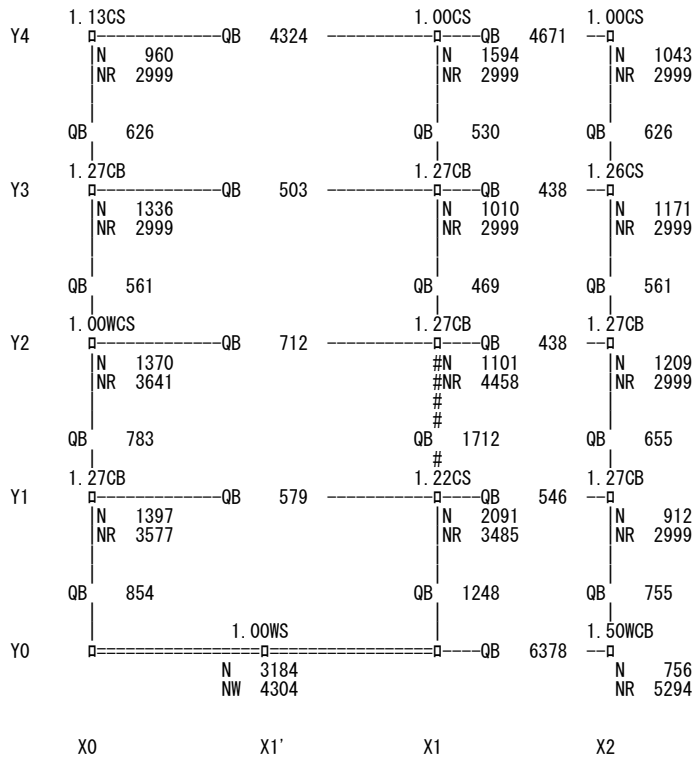 1.13CS 1.00CS 1.00CS
Y4 QB 4324 QB 4671
N 960 N 1594 N 1043
NR 2999 NR 2999 NR 2999
QB 626 QB 530 QB 626
1.27CB 1.27CB 1.26CS
Y3 QB 503 QB 438
N 1336 N 1010 N 1171
NR 2999 NR 2999 NR 2999
QB 561 QB 469 QB 561
1.00WCS 1.27CB 1.27CB
Y2 QB 712 QB 438
N 1370 #N 1101 N 1209
NR 3641 #NR 4458 NR 2999
#
#
QB 783 QB 1712 QB 655
#
1.27CB 1.22CS 1.27CB
Y1 QB 579 QB 546
N 1397 N 2091 N 912
NR 3577 NR 3485 NR 2999
QB 854 QB 1248 QB 755
1.00WS 1.50WCB
Y0 QB 6378
N 3184 N 756
NW 4304 NR 5294
X0 X1' X1 X2